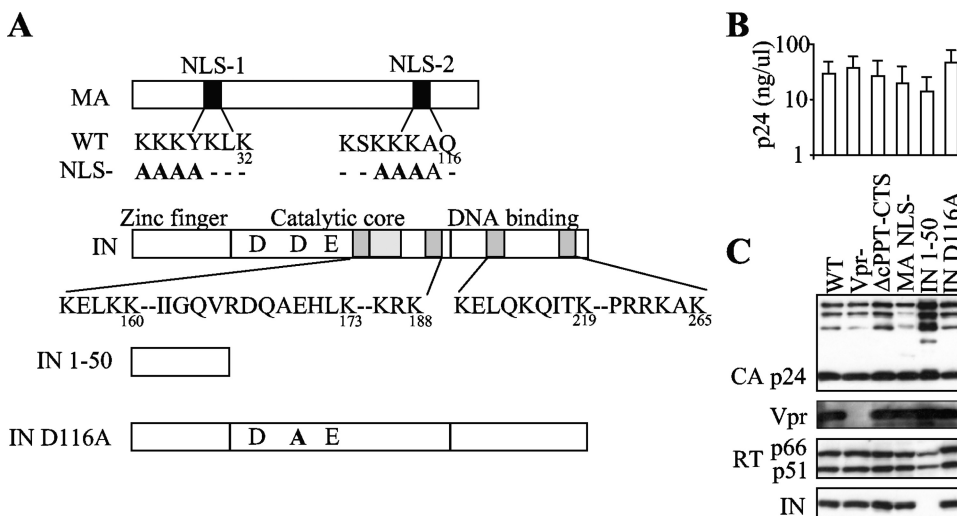 A
NLS-1 NLS-2
MA
WT KKKYKLK KSKKKAQ
32 116
NLS- AAAA--- --AAAA-
Zinc finger Catalytic core DNA binding
IN D D E
KELKK--IIGQVRDQAEHLK--KRK KELQKQITK--PRRKAK
160 173 188 219 265
IN 1-50
IN D116A D A E
B
p24 (ng/ul)
100
10
1
C
WT Vpr- ΔcPPT-CTS MA NLS- IN 1-50 IN D116A
CA p24
Vpr
RT p66
p51
IN